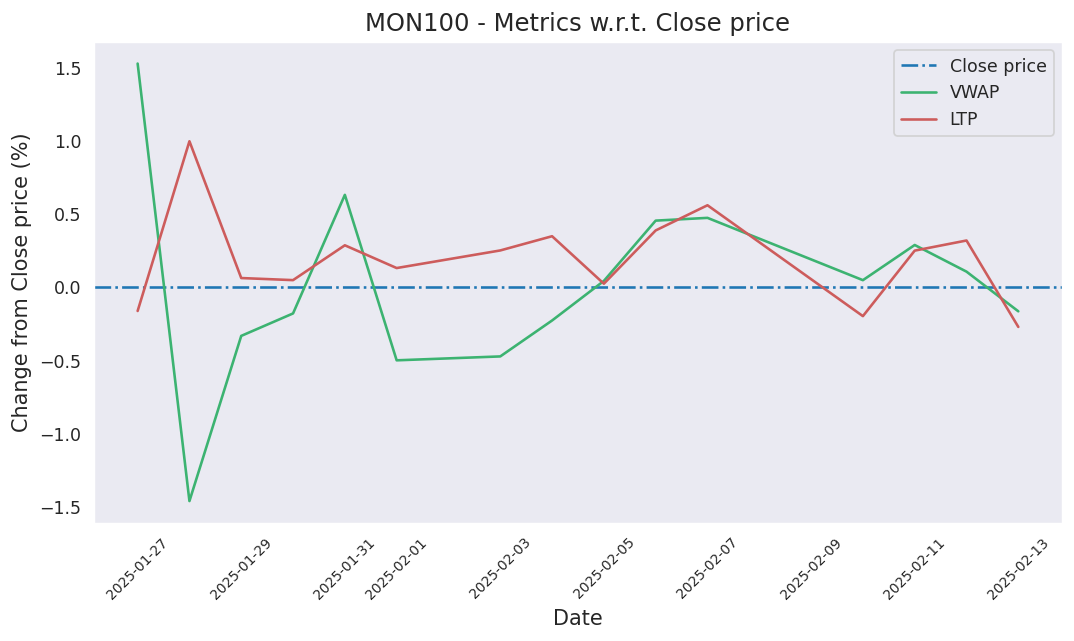 MON100 - Metrics w.r.t. Close price
Close price
VWAP
LTP
Change from Close price (%)
1.5
1.0
0.5
0.0
−0.5
−1.0
−1.5
2025-01-27
2025-01-29
2025-01-31
2025-02-01
2025-02-03
2025-02-05
2025-02-07
2025-02-09
2025-02-11
2025-02-13
Date